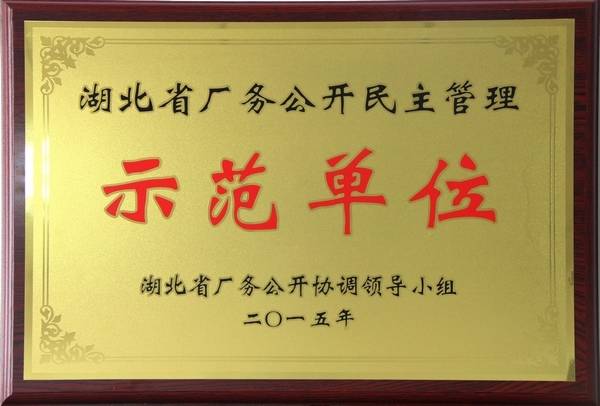 湖北省厂务公开民主管理
示范单位
湖北省厂务公开协调领导小组
二〇一五年